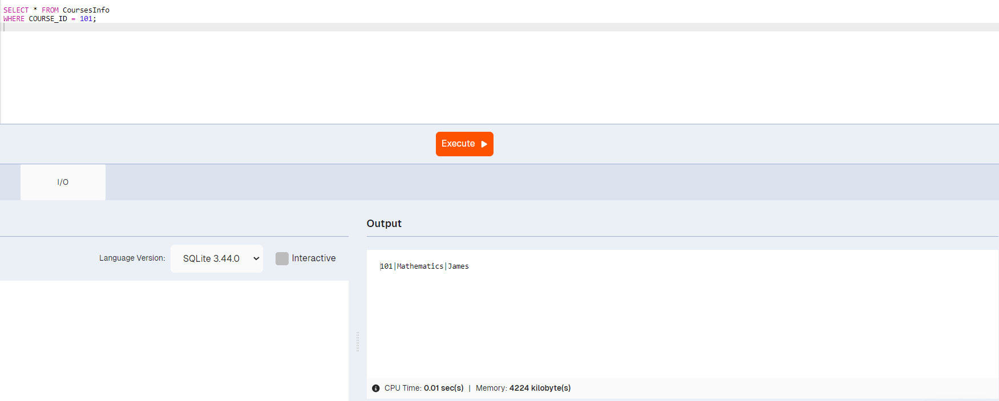 SELECT * FROM CoursesInfo
WHERE COURSE_ID = 101;
Execute
I/O
Output
Language Version:
SQLite 3.44.0
Interactive
101|Mathematics|James
CPU Time: 0.01 sec(s) | Memory: 4224 kilobyte(s)